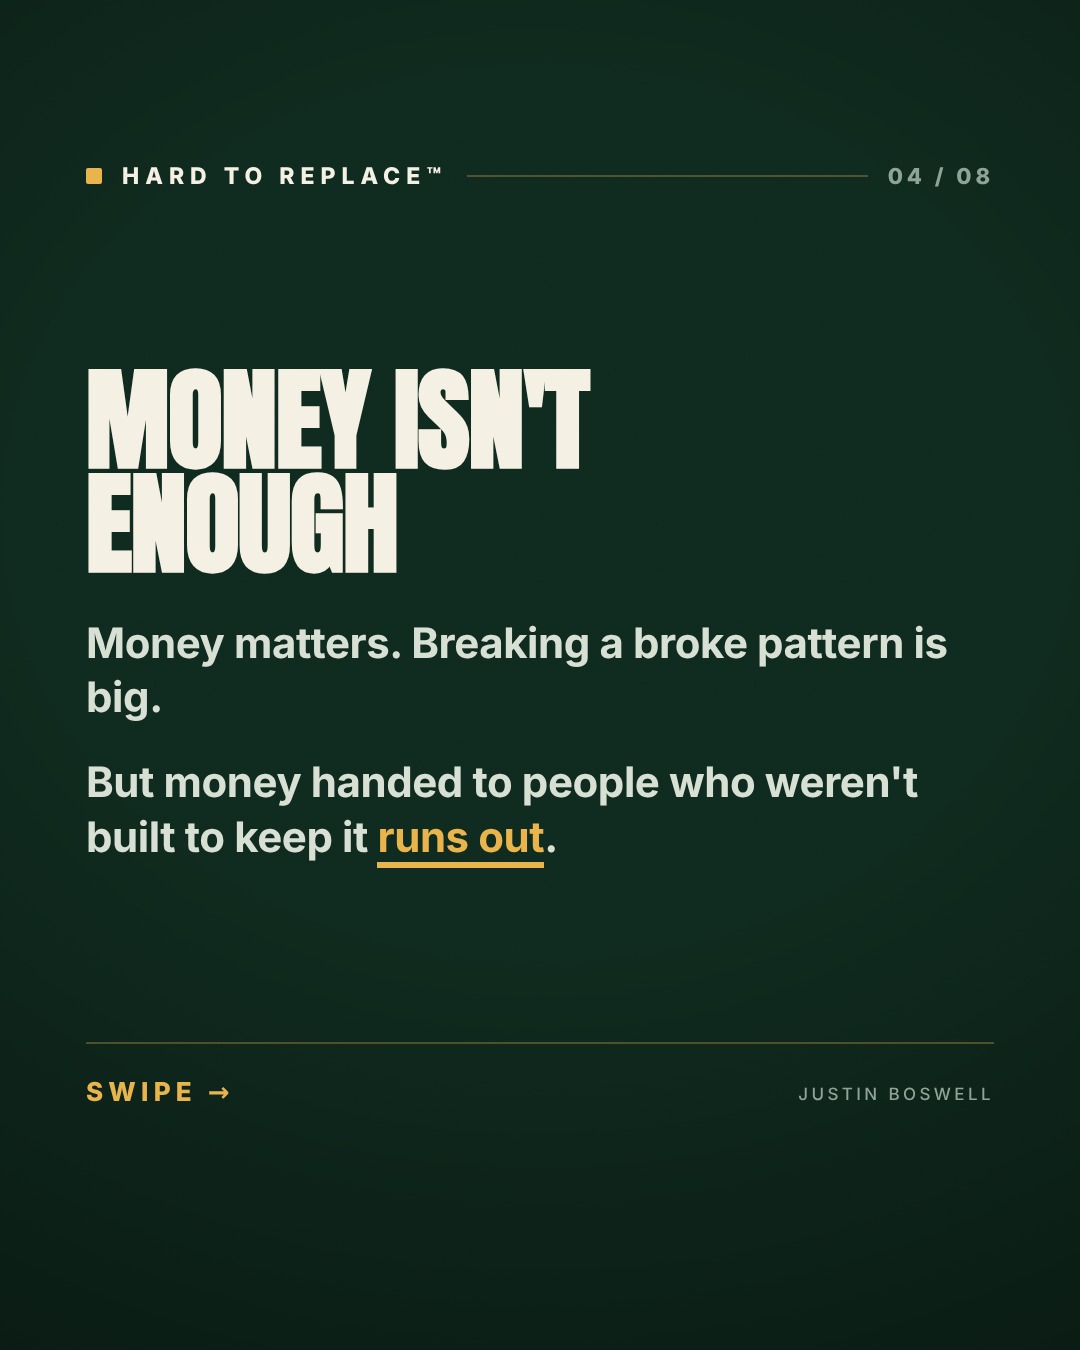 HARD TO REPLACE™
04 / 08
MONEY ISN'T
ENOUGH
Money matters. Breaking a broke pattern is
big.
But money handed to people who weren't
built to keep it runs out.
SWIPE →
JUSTIN BOSWELL